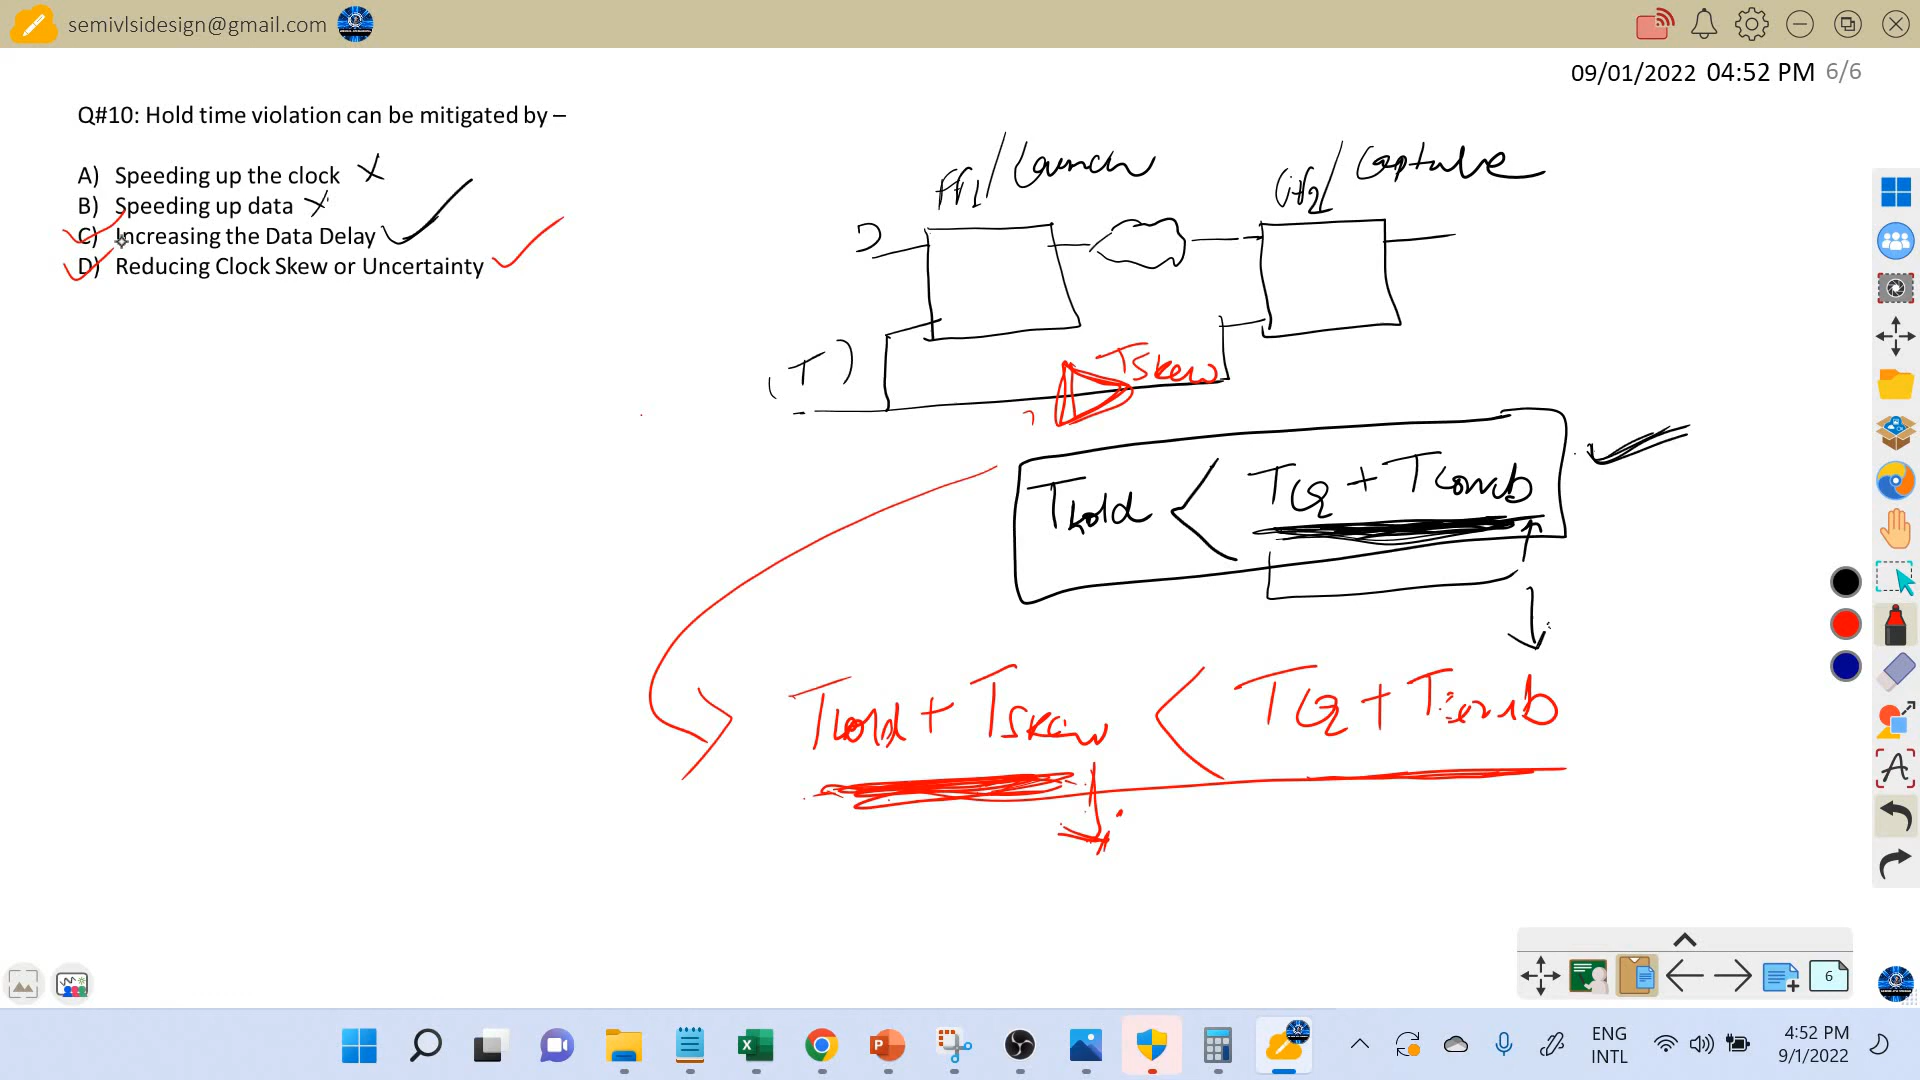 semivlsidesign@gmail.com
09/01/2022 04:52 PM 6/6
Q#10: Hold time violation can be mitigated by –
A) Speeding up the clock X
B) Speeding up data X
C) Increasing the Data Delay
D) Reducing Clock Skew or Uncertainty
FF1/Launch
FF2/Capture
D
(T)
Tskew
Thold < TCQ + Tcomb
Thold + Tskew < TCQ + Tcomb
6
ENG
INTL
4:52 PM
9/1/2022